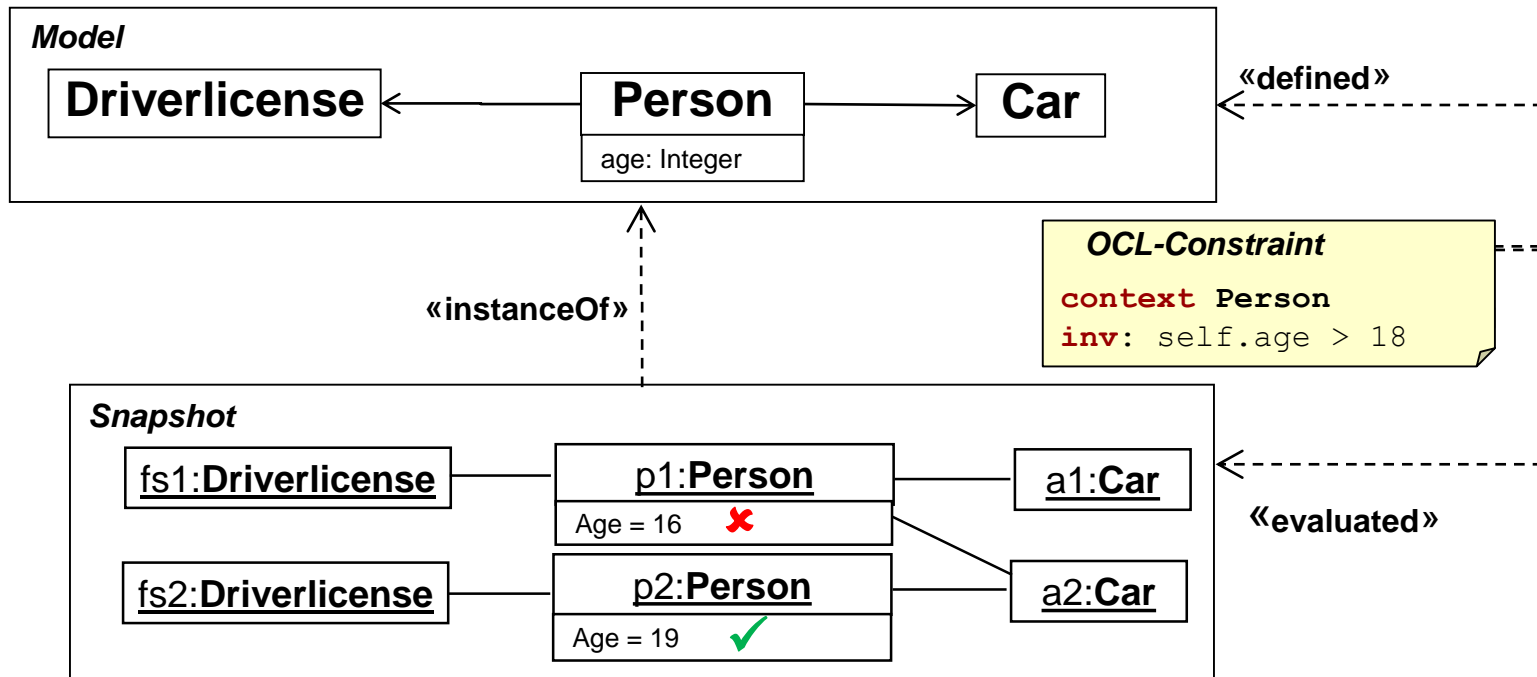 Model
Driverlicense
Person
Car
age: Integer
«defined»
OCL-Constraint
context Person
inv: self.age > 18
«instanceOf»
Snapshot
fs1:Driverlicense
p1:Person
a1:Car
Age = 16
«evaluated»
fs2:Driverlicense
p2:Person
a2:Car
Age = 19